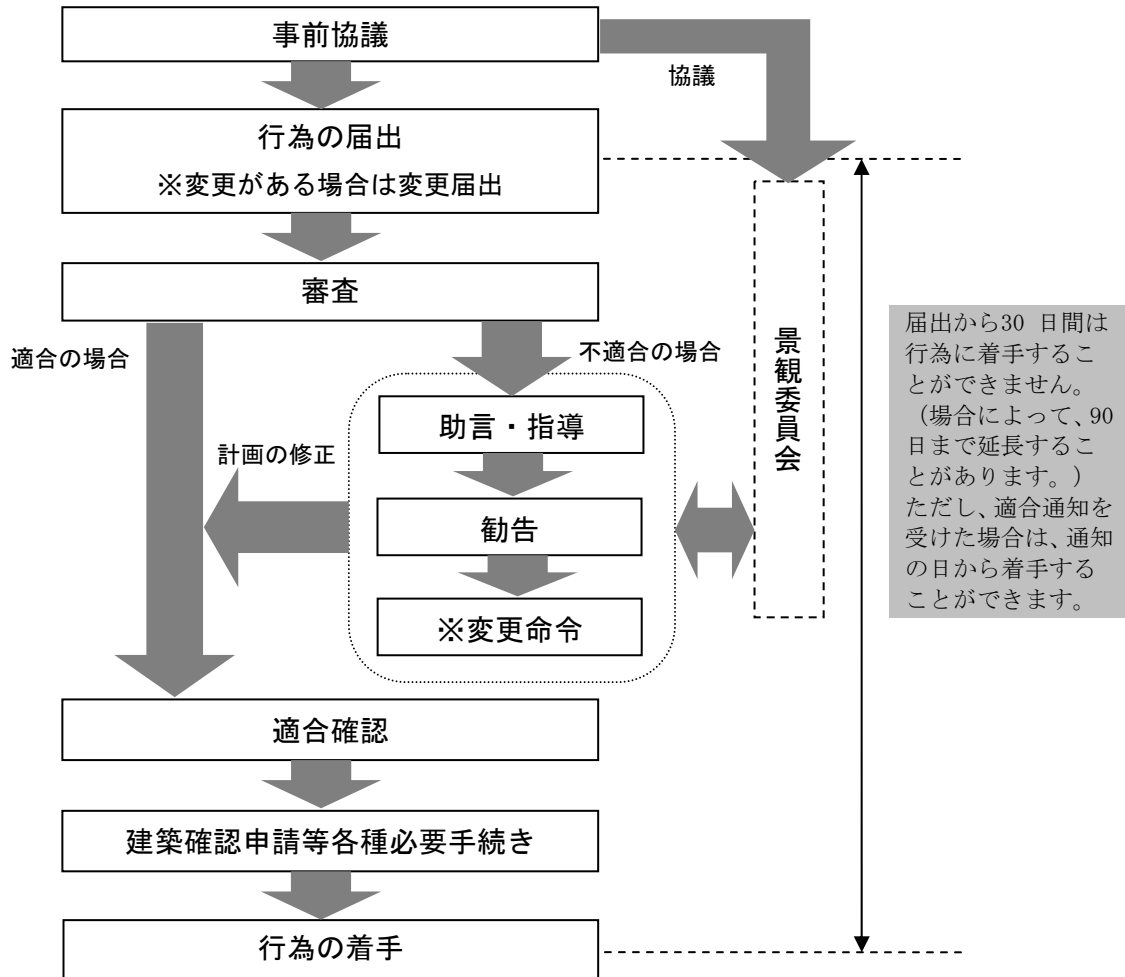 事前協議
協議
行為の届出
※変更がある場合は変更届出
審査
適合の場合
不適合の場合
助言・指導
計画の修正
勧告
※変更命令
景観委員会
届出から30 日間は
行為に着手するこ
とができません。
（場合によって、90
日まで延長するこ
とがあります。）
ただし、適合通知を
受けた場合は、通知
の日から着手する
ことができます。
適合確認
建築確認申請等各種必要手続き
行為の着手